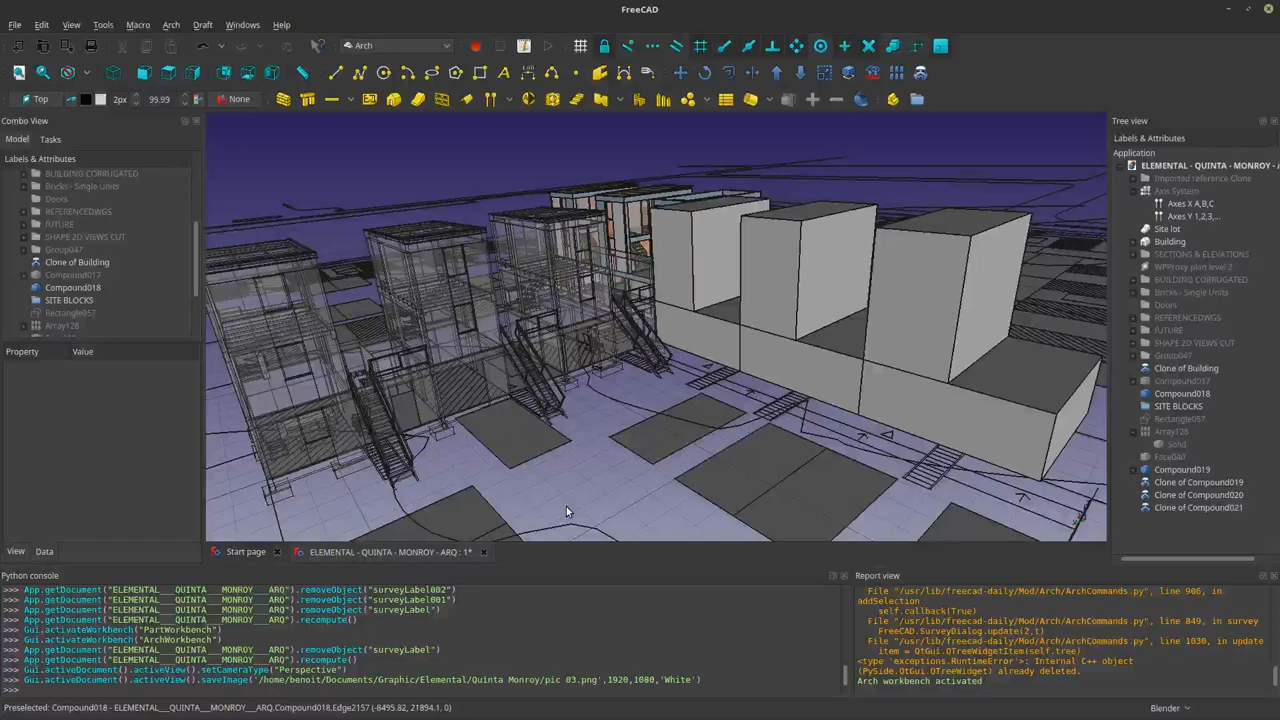 FreeCAD
File Edit View Tools Macro Arch Draft Windows Help
Arch
Top 2px 99.99 None
Combo View
Model Tasks
Labels & Attributes
BUILDING CORRUGATED
Bricks - Single Units
Doors
REFERENCEDWGS
fUTURE
SHAPE 2D VIEWS CUT
Group047
Clone of Building
Compound017
Compound018
SITE BLOCKS
Rectangle057
Array128
Property Value
View Data
Start page ELEMENTAL - QUINTA - MONROY - ARQ : 1*
Tree view
Labels & Attributes
Application
ELEMENTAL - QUINTA - MONROY - A
Imported reference Clone
Axis System
Axes X A,B,C
Axes Y 1,2,3,...
Site lot
Building
SECTIONS & ELEVATIONS
WPProxy plan level 2
BUILDING CORRUGATED
Bricks - Single Units
Doors
REFERENCEDWGS
fUTURE
SHAPE 2D VIEWS CUT
Group047
Clone of Building
Compound017
Compound018
SITE BLOCKS
Rectangle057
Array128
Solid
Face040
Compound019
Clone of Compound019
Clone of Compound020
Clone of Compound021
Python console
>>> App.getDocument("ELEMENTAL___QUINTA___MONROY___ARQ").removeObject("surveyLabel002")
>>> App.getDocument("ELEMENTAL___QUINTA___MONROY___ARQ").removeObject("surveyLabel001")
>>> App.getDocument("ELEMENTAL___QUINTA___MONROY___ARQ").removeObject("surveyLabel")
>>> App.getDocument("ELEMENTAL___QUINTA___MONROY___ARQ").recompute()
>>> Gui.activateWorkbench("PartWorkbench")
>>> Gui.activateWorkbench("ArchWorkbench")
>>> App.getDocument("ELEMENTAL___QUINTA___MONROY___ARQ").removeObject("surveyLabel")
>>> App.getDocument("ELEMENTAL___QUINTA___MONROY___ARQ").recompute()
>>> Gui.activeDocument().activeView().setCameraType("Perspective")
>>> Gui.activeDocument().activeView().saveImage('/home/benoit/Documents/Graphic/Elemental/Quinta Monroy/pic 03.png',1920,1080,'White')
>>>
Report view
File "/usr/lib/freecad-daily/Mod/Arch/ArchCommands.py", line 906, in
addSelection
self.callback(True)
File "/usr/lib/freecad-daily/Mod/Arch/ArchCommands.py", line 849, in survey
FreeCAD.SurveyDialog.update(2,t)
File "/usr/lib/freecad-daily/Mod/Arch/ArchCommands.py", line 1030, in update
item = QtGui.QTreeWidgetItem(self.tree)
<type 'exceptions.RuntimeError'>: Internal C++ object
(PySide.QtGui.QTreeWidget) already deleted.
Arch workbench activated
Preselected: Compound018 - ELEMENTAL___QUINTA___MONROY___ARQ.Compound018.Edge2157 (-8495.82, 21894.1, 0)
Blender